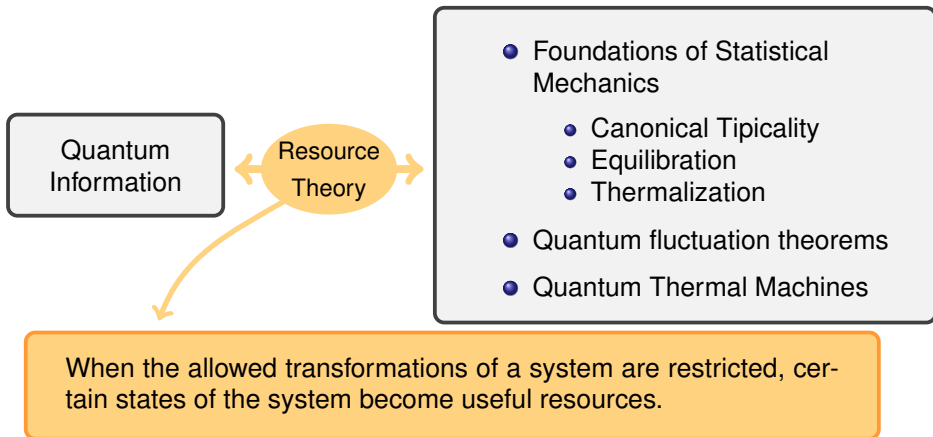 Quantum
Information
Resource
Theory
Foundations of Statistical
Mechanics
Canonical Tipicality
Equilibration
Thermalization
Quantum fluctuation theorems
Quantum Thermal Machines
When the allowed transformations of a system are restricted, cer-
tain states of the system become useful resources.